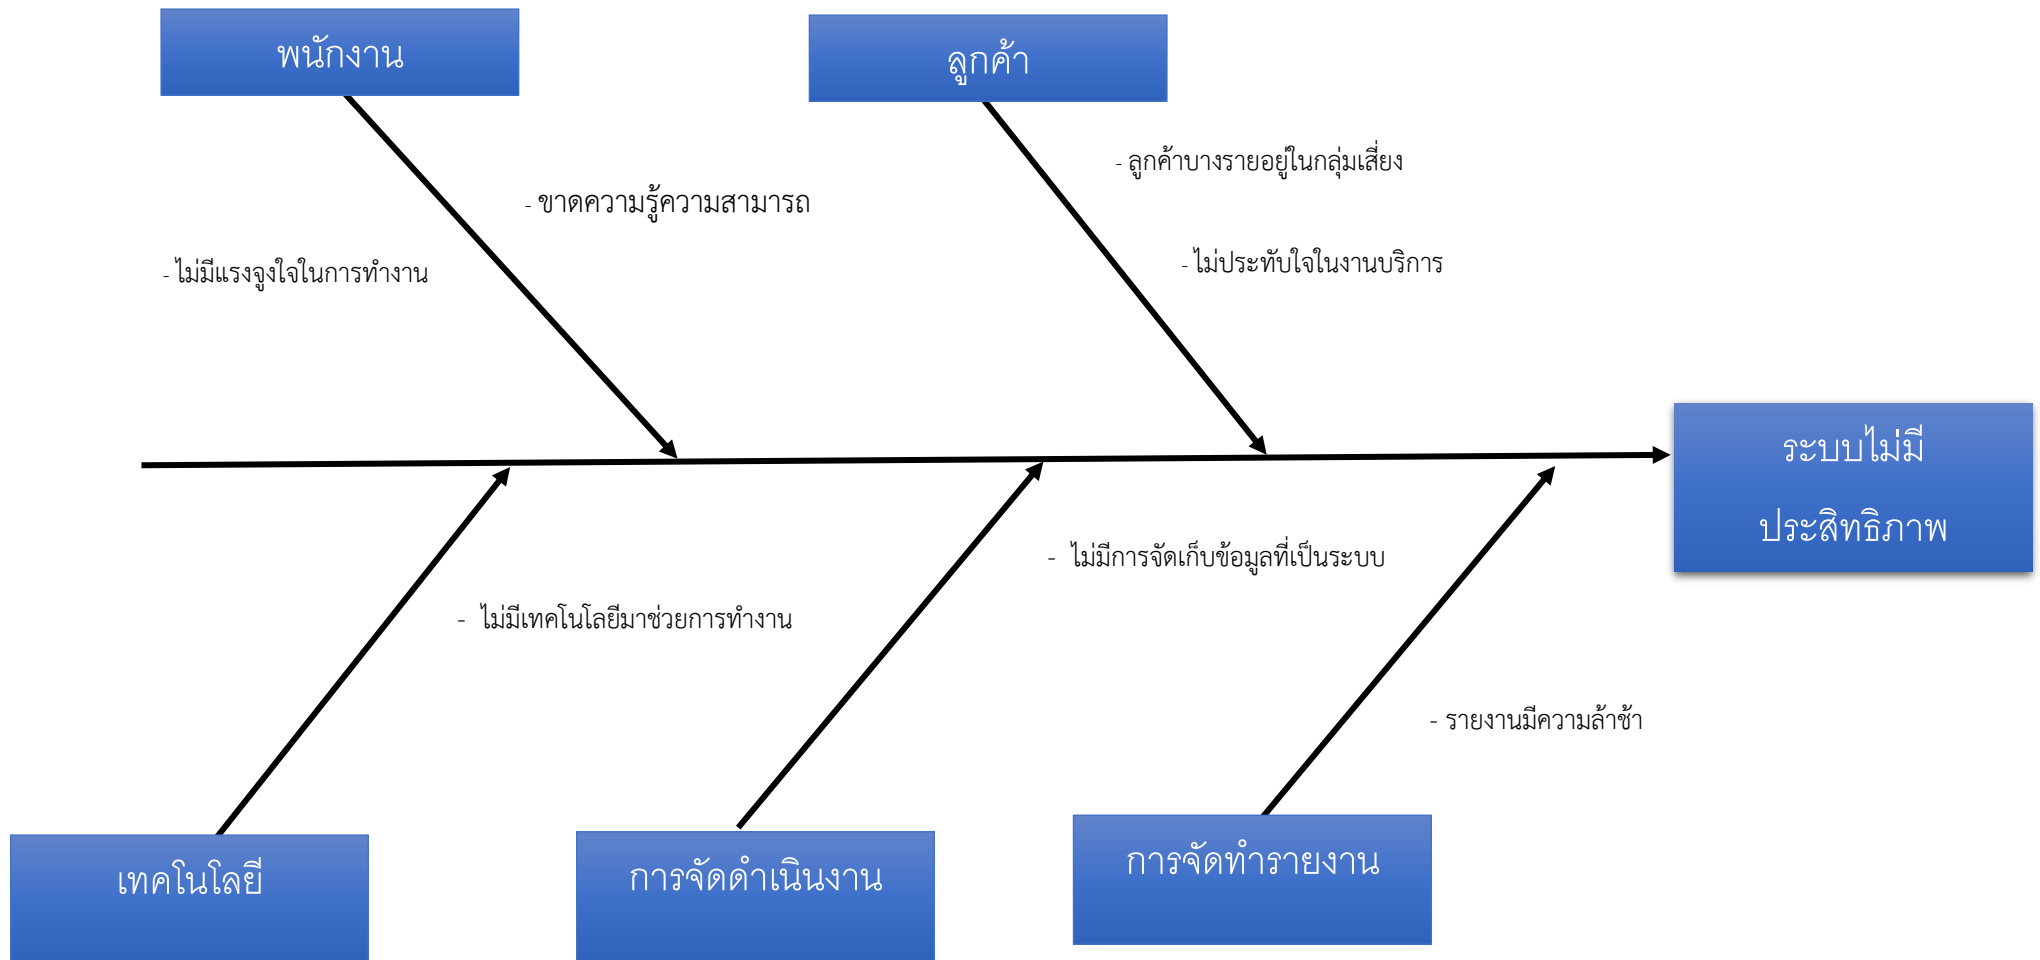 พนักงาน
ลูกค้า
- ลูกค้าบางรายอยู่ในกลุ่มเสี่ยง
- ขาดความรู้ความสามารถ
- ไม่มีแรงจูงใจในการทำงาน
- ไม่ประทับใจในงานบริการ
ระบบไม่มี
ประสิทธิภาพ
- ไม่มีการจัดเก็บข้อมูลที่เป็นระบบ
- ไม่มีเทคโนโลยีมาช่วยการทำงาน
- รายงานมีความล้าช้า
เทคโนโลยี
การจัดดำเนินงาน
การจัดทำรายงาน